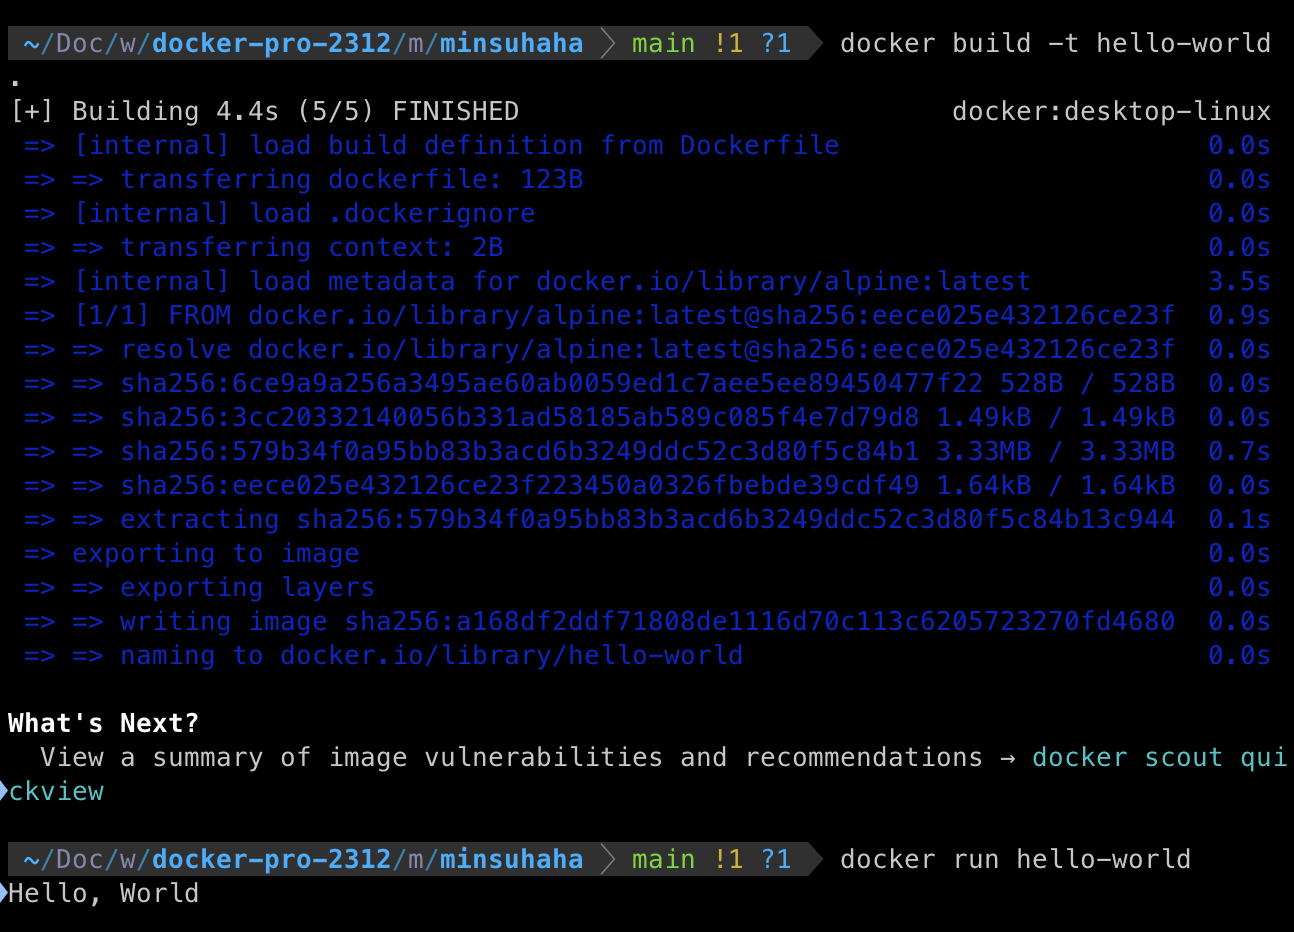 ~/Doc/w/docker-pro-2312/m/minsuhaha main !1 ?1 docker build -t hello-world
.
[+] Building 4.4s (5/5) FINISHED docker:desktop-linux
=> [internal] load build definition from Dockerfile 0.0s
=> => transferring dockerfile: 123B 0.0s
=> [internal] load .dockerignore 0.0s
=> => transferring context: 2B 0.0s
=> [internal] load metadata for docker.io/library/alpine:latest 3.5s
=> [1/1] FROM docker.io/library/alpine:latest@sha256:eece025e432126ce23f 0.9s
=> => resolve docker.io/library/alpine:latest@sha256:eece025e432126ce23f 0.0s
=> => sha256:6ce9a9a256a3495ae60ab0059ed1c7aee5ee89450477f22 528B / 528B 0.0s
=> => sha256:3cc20332140056b331ad58185ab589c085f4e7d79d8 1.49kB / 1.49kB 0.0s
=> => sha256:579b34f0a95bb83b3acd6b3249ddc52c3d80f5c84b1 3.33MB / 3.33MB 0.7s
=> => sha256:eece025e432126ce23f223450a0326fbebde39cdf49 1.64kB / 1.64kB 0.0s
=> => extracting sha256:579b34f0a95bb83b3acd6b3249ddc52c3d80f5c84b13c944 0.1s
=> exporting to image 0.0s
=> => exporting layers 0.0s
=> => writing image sha256:a168df2ddf71808de1116d70c113c6205723270fd4680 0.0s
=> => naming to docker.io/library/hello-world 0.0s
What's Next?
View a summary of image vulnerabilities and recommendations → docker scout qui
ckview
~/Doc/w/docker-pro-2312/m/minsuhaha main !1 ?1 docker run hello-world
Hello, World